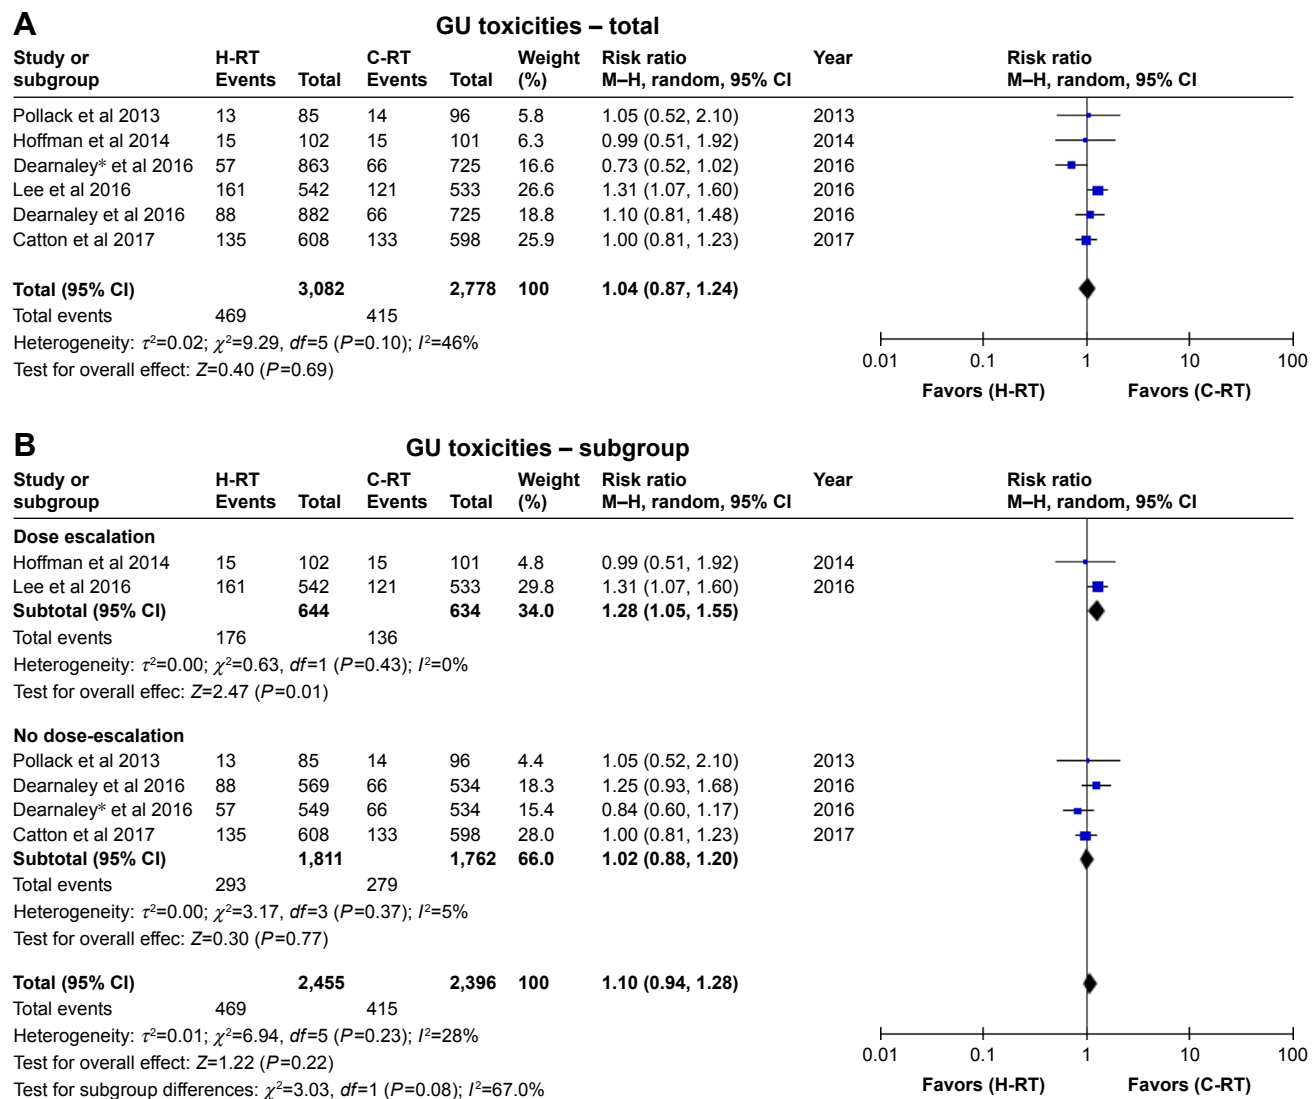 A
GU toxicities – total
Study or subgroup H-RT Events Total C-RT Events Total Weight (%) Risk ratio M–H, random, 95% CI Year Risk ratio M–H, random, 95% CI
Pollack et al 2013 13 85 14 96 5.8 1.05 (0.52, 2.10) 2013
Hoffman et al 2014 15 102 15 101 6.3 0.99 (0.51, 1.92) 2014
Dearnaley* et al 2016 57 863 66 725 16.6 0.73 (0.52, 1.02) 2016
Lee et al 2016 161 542 121 533 26.6 1.31 (1.07, 1.60) 2016
Dearnaley et al 2016 88 882 66 725 18.8 1.10 (0.81, 1.48) 2016
Catton et al 2017 135 608 133 598 25.9 1.00 (0.81, 1.23) 2017
Total (95% CI) 3,082 2,778 100 1.04 (0.87, 1.24)
Total events 469 415
Heterogeneity: τ²=0.02; χ²=9.29, df=5 (P=0.10); I²=46%
Test for overall effect: Z=0.40 (P=0.69)
0.01 0.1 1 10 100
Favors (H-RT) Favors (C-RT)
B
GU toxicities – subgroup
Study or subgroup H-RT Events Total C-RT Events Total Weight (%) Risk ratio M–H, random, 95% CI Year Risk ratio M–H, random, 95% CI
Dose escalation
Hoffman et al 2014 15 102 15 101 4.8 0.99 (0.51, 1.92) 2014
Lee et al 2016 161 542 121 533 29.8 1.31 (1.07, 1.60) 2016
Subtotal (95% CI) 644 634 34.0 1.28 (1.05, 1.55)
Total events 176 136
Heterogeneity: τ²=0.00; χ²=0.63, df=1 (P=0.43); I²=0%
Test for overall effec: Z=2.47 (P=0.01)
No dose-escalation
Pollack et al 2013 13 85 14 96 4.4 1.05 (0.52, 2.10) 2013
Dearnaley et al 2016 88 569 66 534 18.3 1.25 (0.93, 1.68) 2016
Dearnaley* et al 2016 57 549 66 534 15.4 0.84 (0.60, 1.17) 2016
Catton et al 2017 135 608 133 598 28.0 1.00 (0.81, 1.23) 2017
Subtotal (95% CI) 1,811 1,762 66.0 1.02 (0.88, 1.20)
Total events 293 279
Heterogeneity: τ²=0.00; χ²=3.17, df=3 (P=0.37); I²=5%
Test for overall effec: Z=0.30 (P=0.77)
Total (95% CI) 2,455 2,396 100 1.10 (0.94, 1.28)
Total events 469 415
Heterogeneity: τ²=0.01; χ²=6.94, df=5 (P=0.23); I²=28%
Test for overall effect: Z=1.22 (P=0.22)
Test for subgroup differences: χ²=3.03, df=1 (P=0.08); I²=67.0%
0.01 0.1 1 10 100
Favors (H-RT) Favors (C-RT)